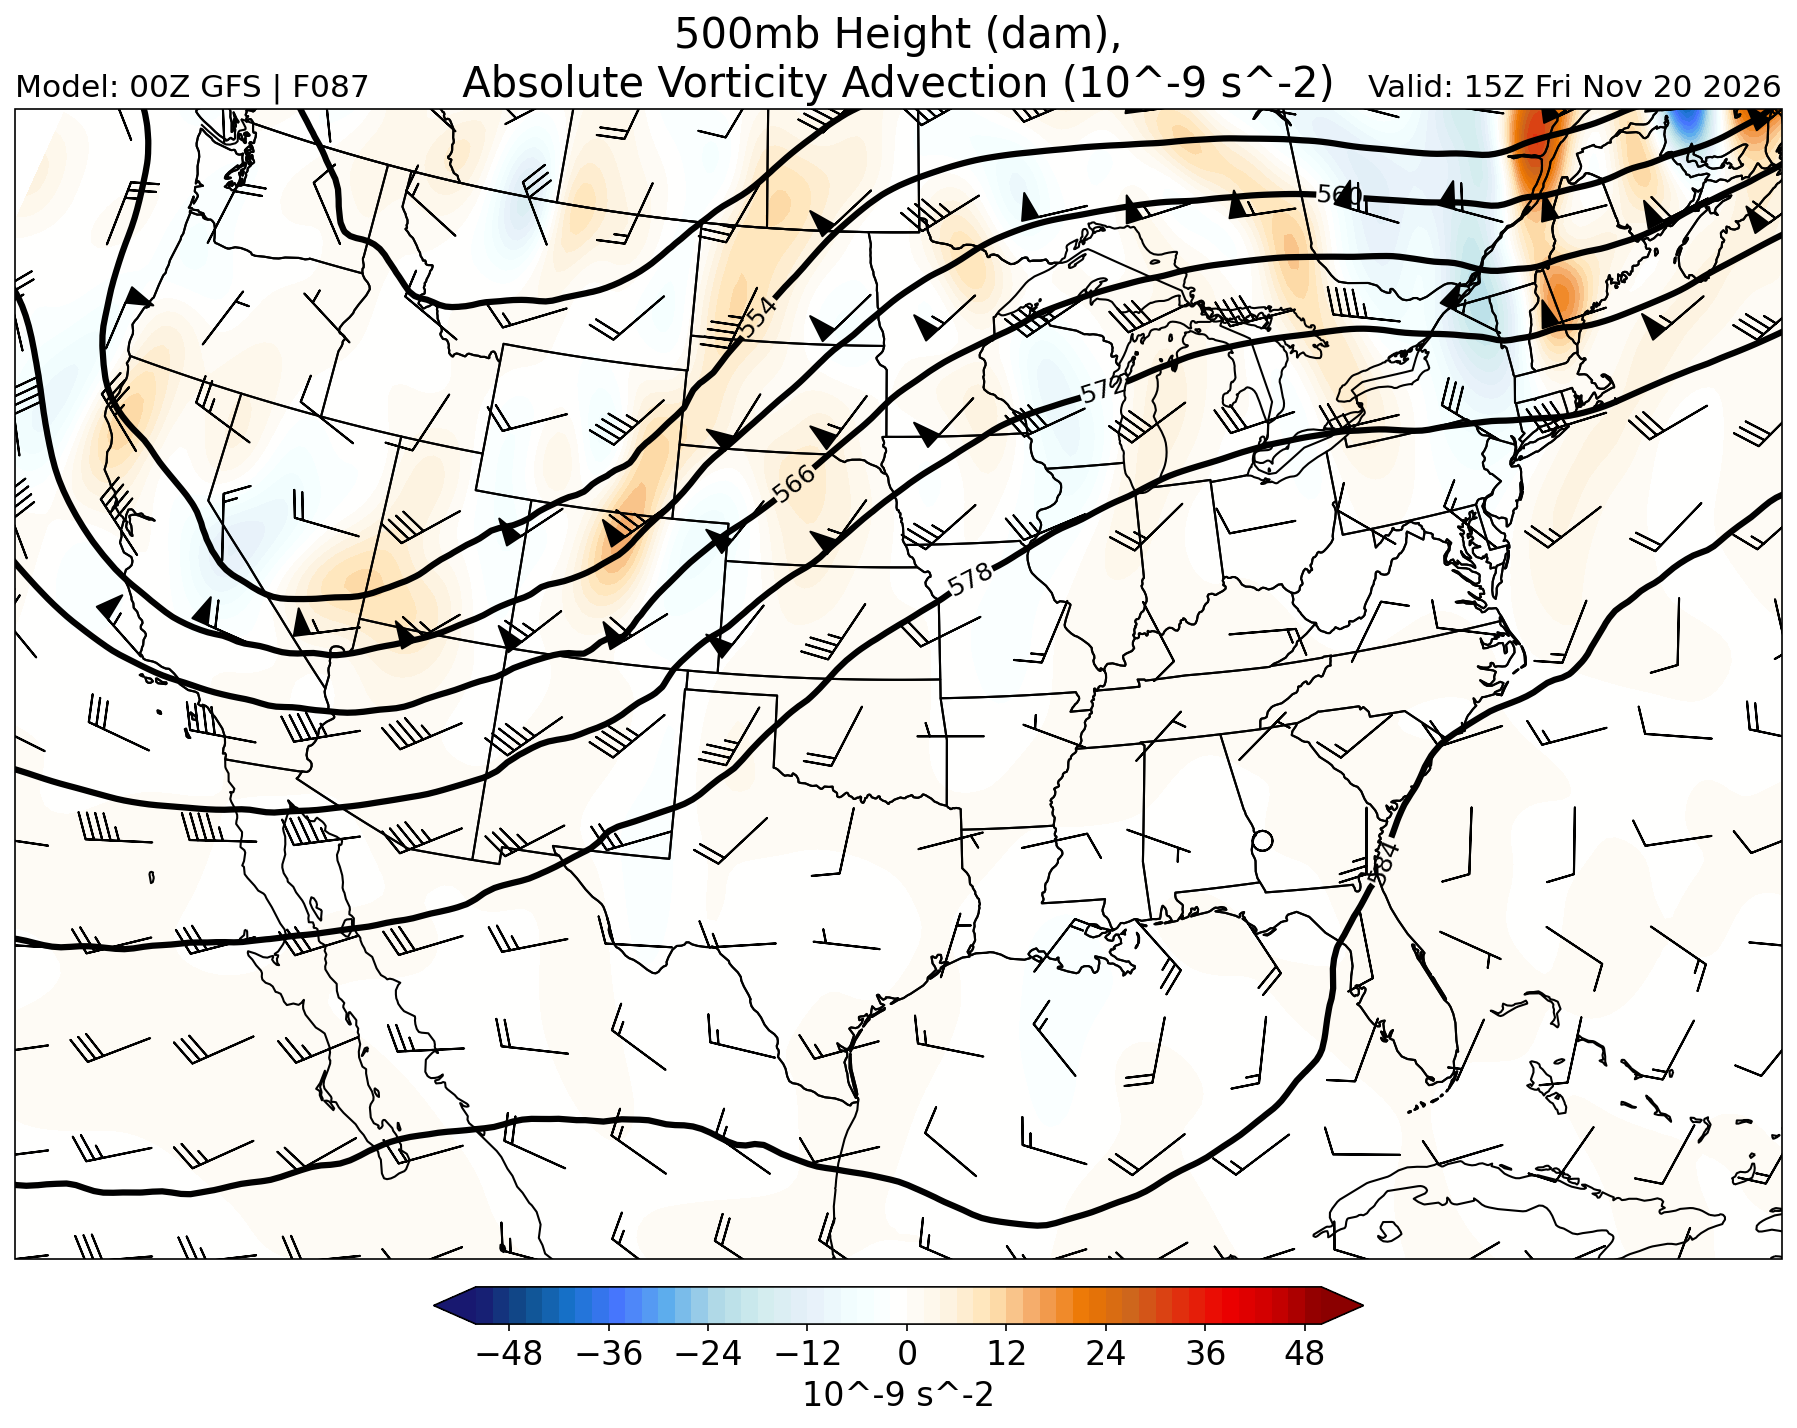 500mb Height (dam),
Model: 00Z GFS | F087
Absolute Vorticity Advection (10^-9 s^-2)
Valid: 15Z Fri Nov 20 2026
560
554
572
566
578
584
−48 −36 −24 −12 0 12 24 36 48
10^-9 s^-2